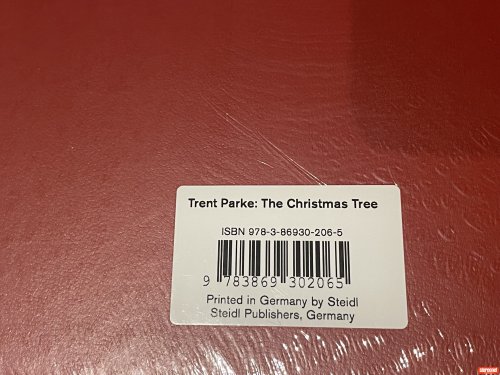 Trent Parke: The Christmas Tree
ISBN 978-3-86930-206-5
9 783869 302065
Printed in Germany by Steidl
Steidl Publishers, Germany